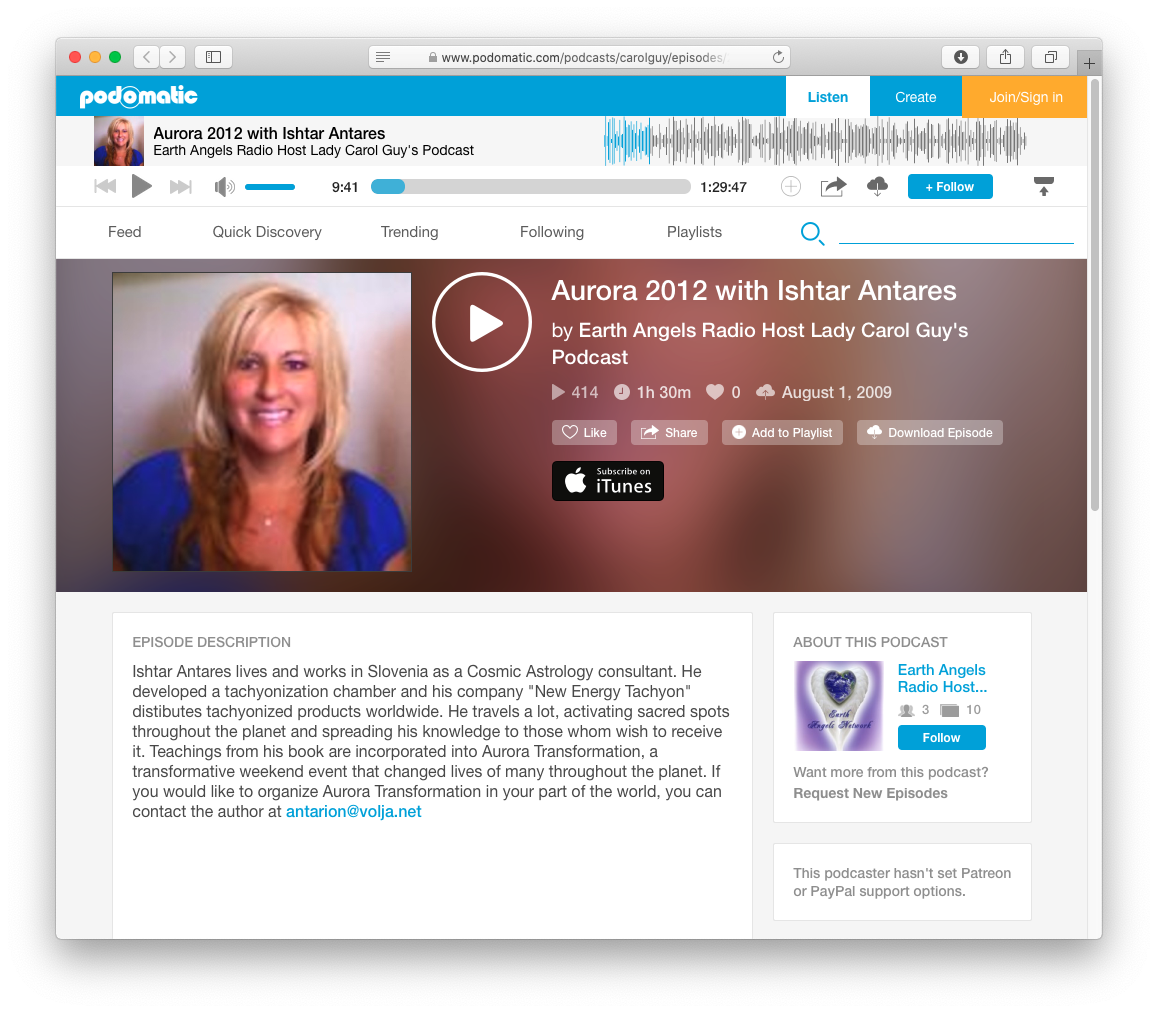 www.podomatic.com/podcasts/carolguy/episodes/
podomatic
Listen
Create
Join/Sign in
Aurora 2012 with Ishtar Antares
Earth Angels Radio Host Lady Carol Guy's Podcast
9:41
1:29:47
+ Follow
Feed
Quick Discovery
Trending
Following
Playlists
Aurora 2012 with Ishtar Antares
by Earth Angels Radio Host Lady Carol Guy's
Podcast
414
1h 30m
0
August 1, 2009
Like
Share
Add to Playlist
Download Episode
Subscribe on
iTunes
EPISODE DESCRIPTION
Ishtar Antares lives and works in Slovenia as a Cosmic Astrology consultant. He
developed a tachyonization chamber and his company "New Energy Tachyon"
distibutes tachyonized products worldwide. He travels a lot, activating sacred spots
throughout the planet and spreading his knowledge to those whom wish to receive
it. Teachings from his book are incorporated into Aurora Transformation, a
transformative weekend event that changed lives of many throughout the planet. If
you would like to organize Aurora Transformation in your part of the world, you can
contact the author at antarion@volja.net
ABOUT THIS PODCAST
Earth
Angels Network
Earth Angels
Radio Host...
3
10
Follow
Want more from this podcast?
Request New Episodes
This podcaster hasn't set Patreon
or PayPal support options.